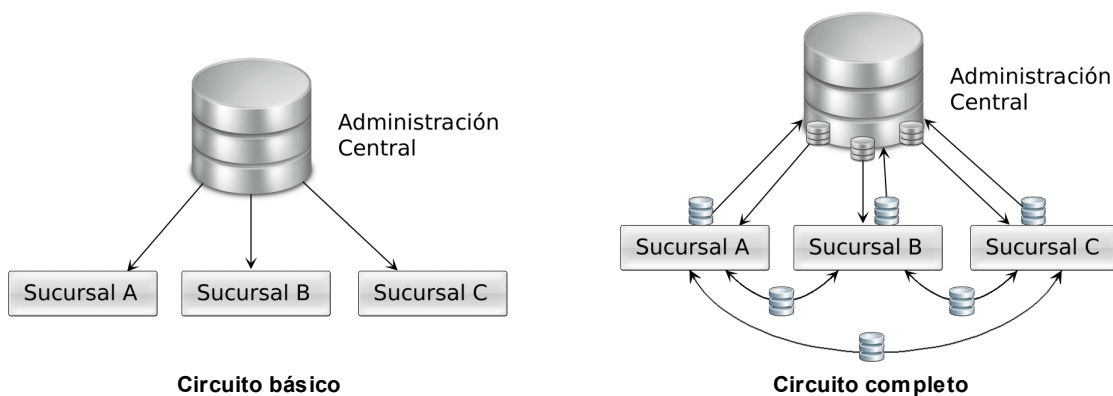 Administración
Central
Sucursal A
Sucursal B
Sucursal C
Circuito básico
Administración
Central
Sucursal A
Sucursal B
Sucursal C
Circuito completo